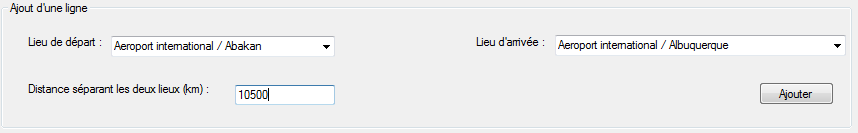 Ajout d'une ligne
Lieu de départ : Aeroport international / Abakan Lieu d'arrivée : Aeroport international / Albuquerque
Distance séparant les deux lieux (km) : 10500 Ajouter